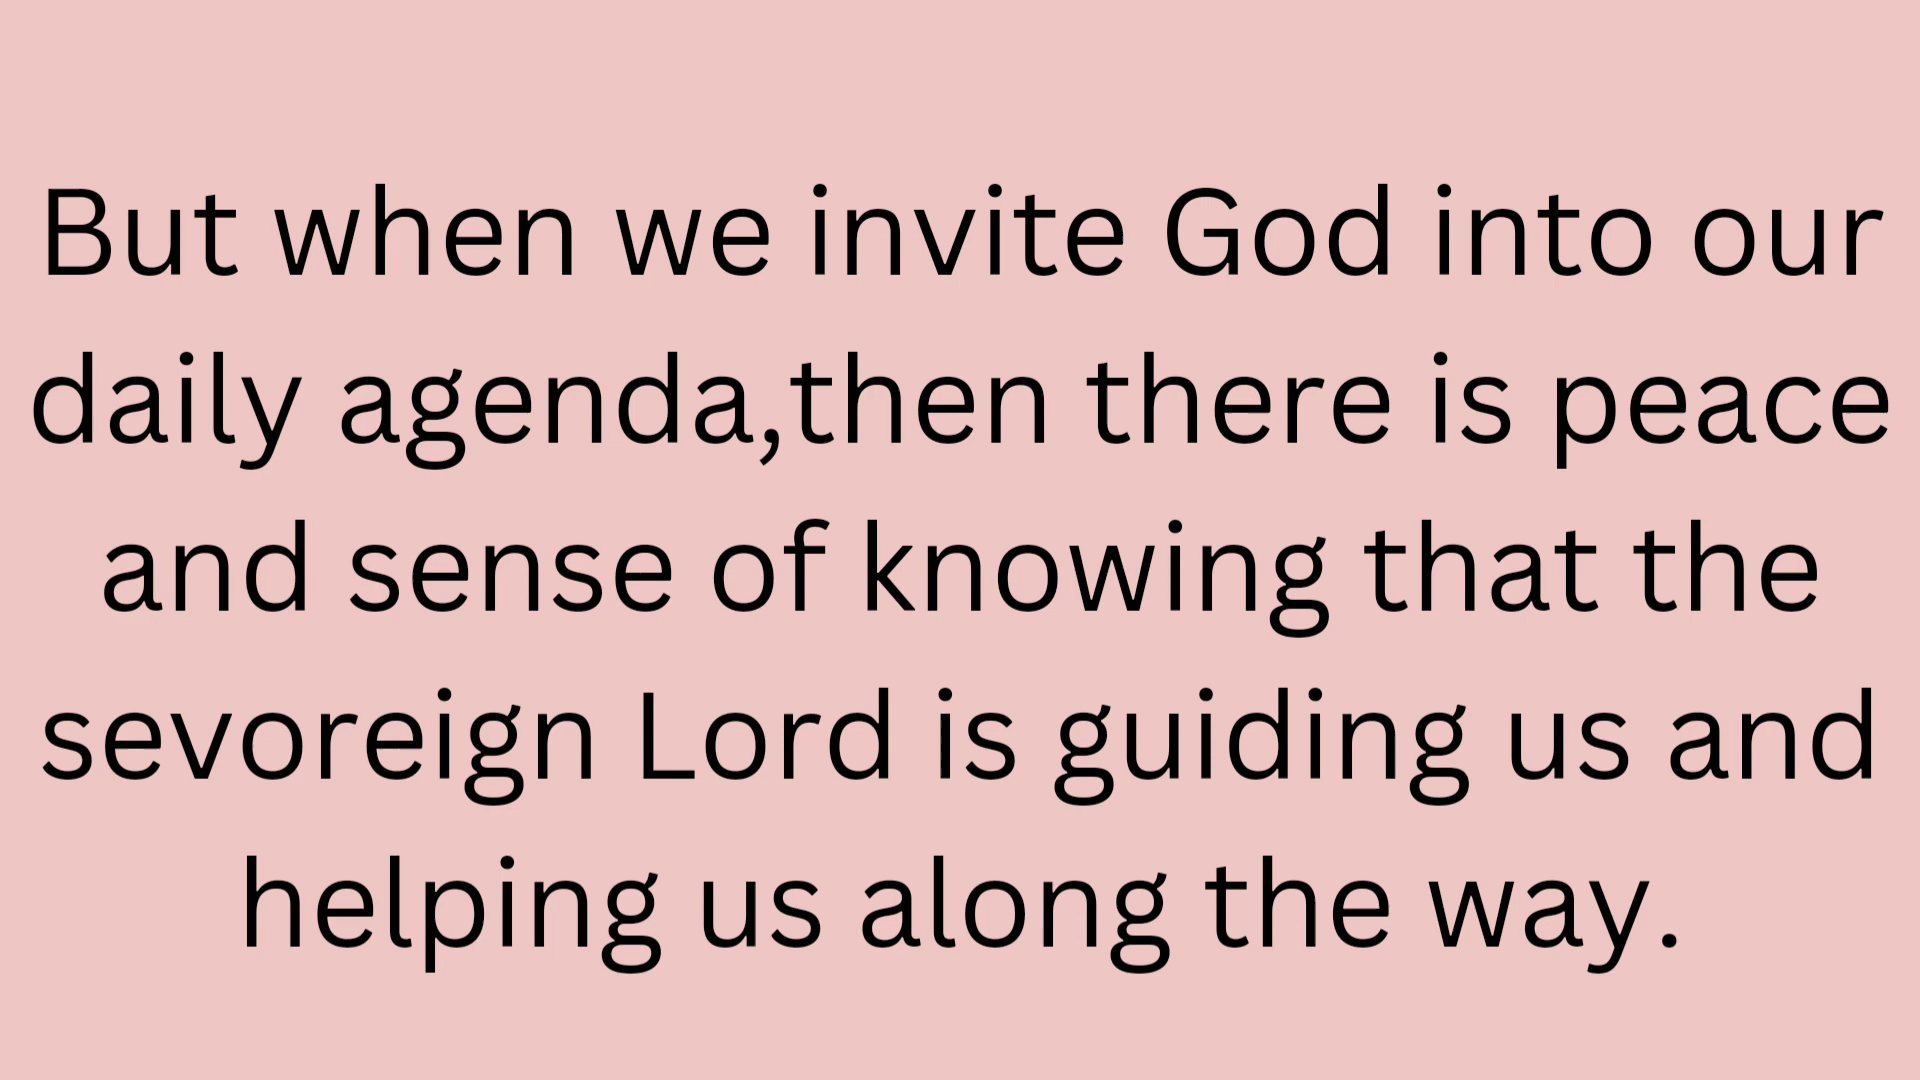 But when we invite God into our
daily agenda,then there is peace
and sense of knowing that the
sevoreign Lord is guiding us and
helping us along the way.